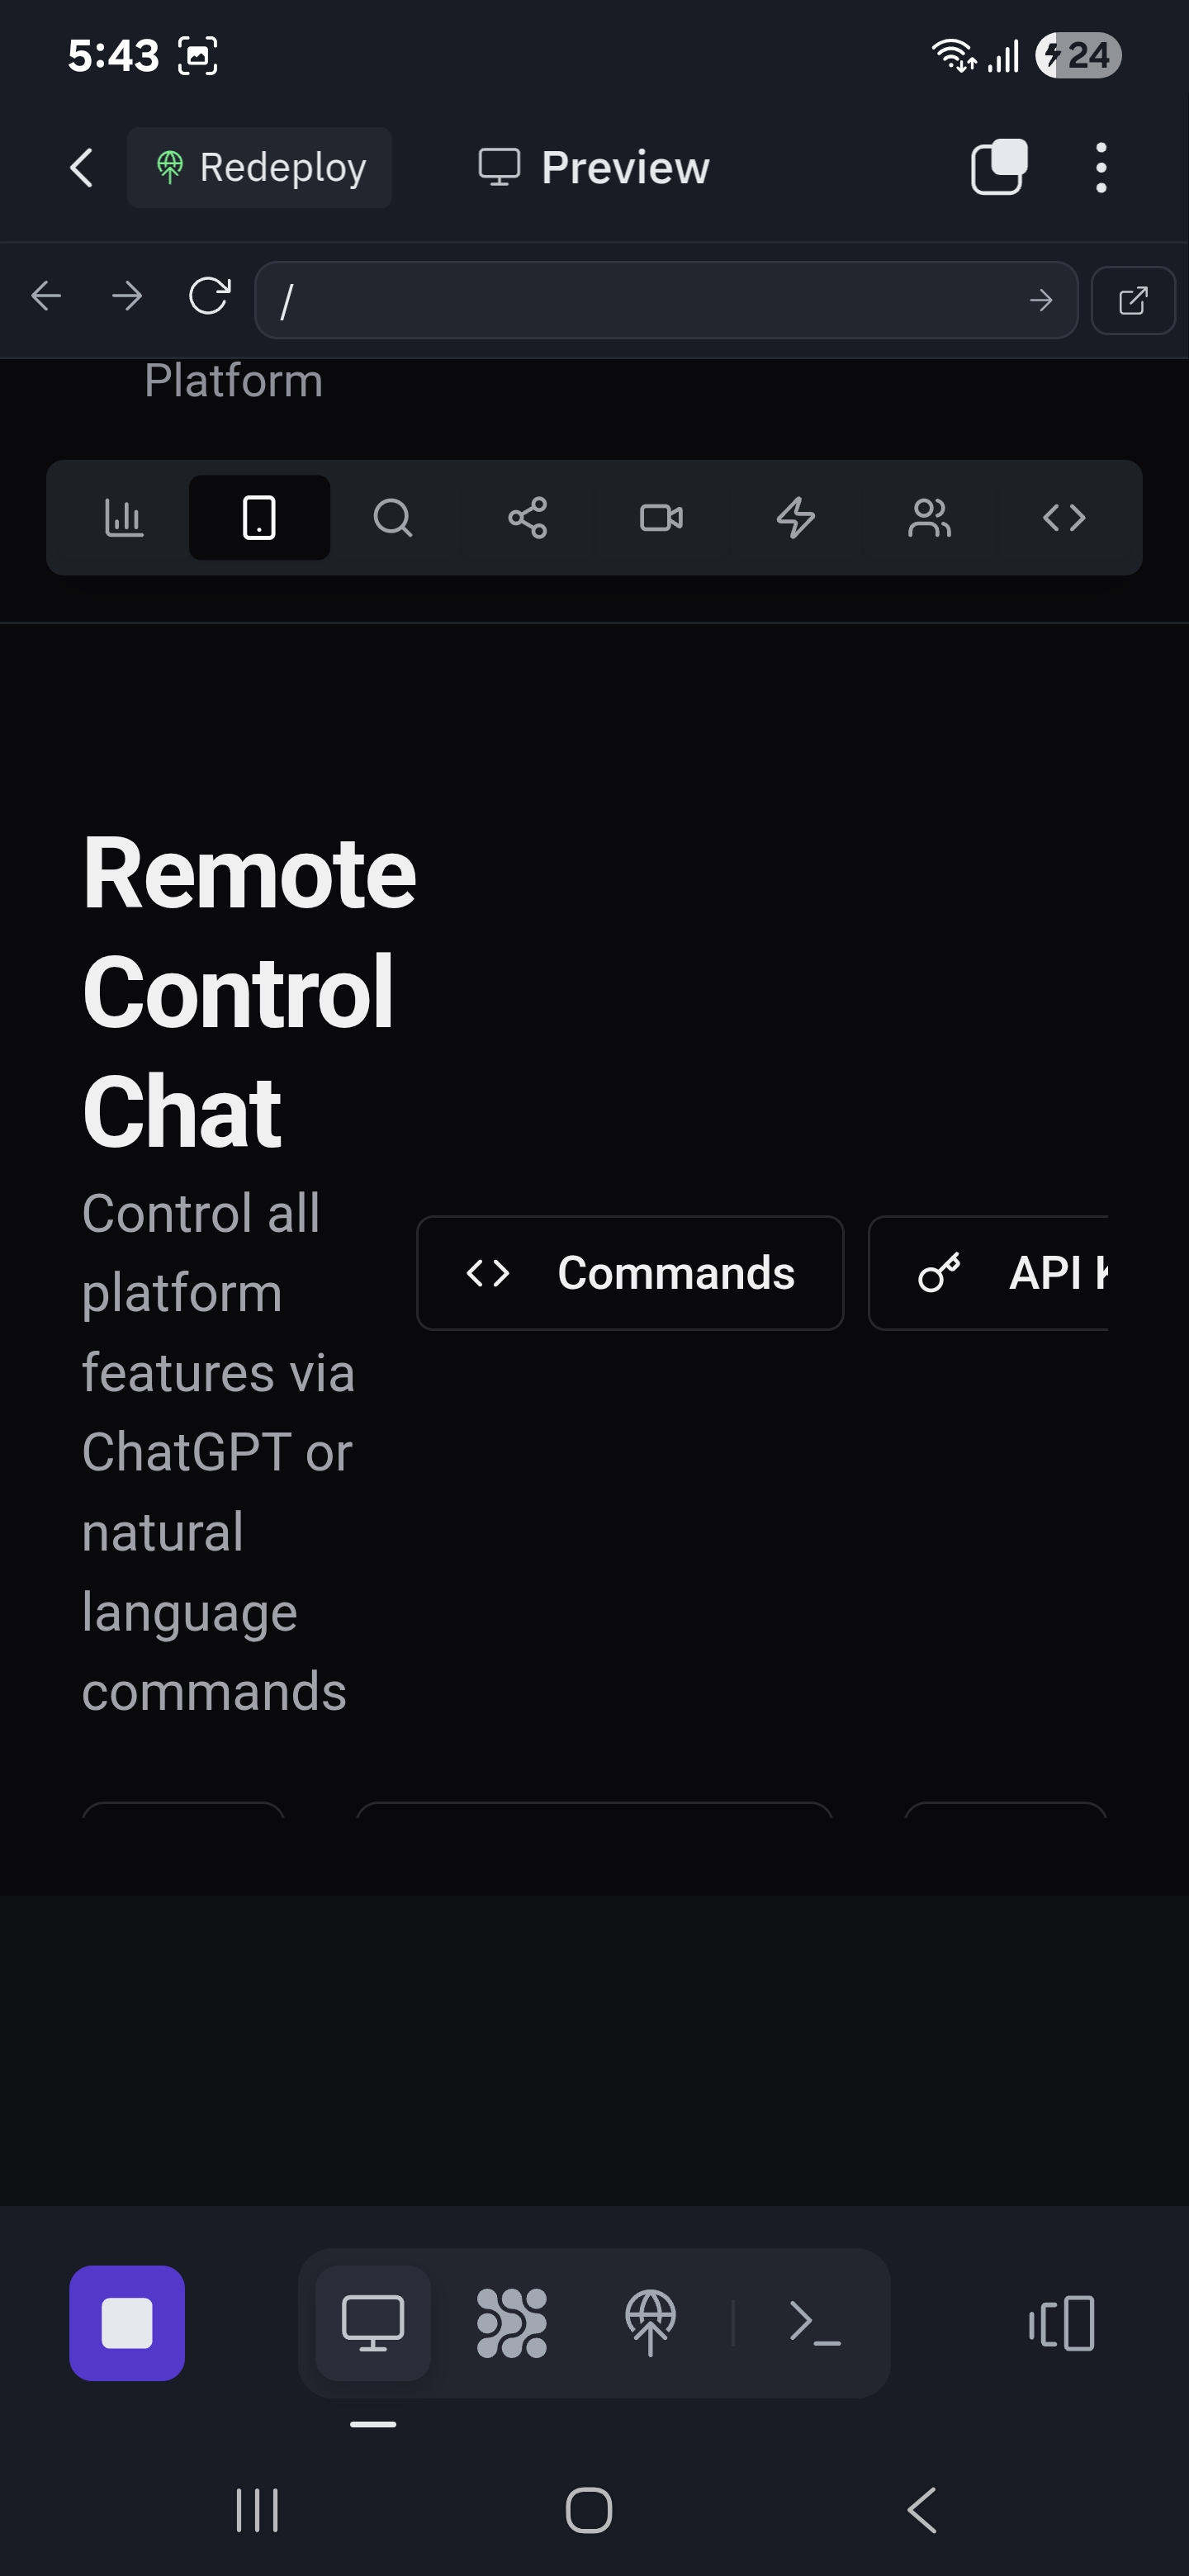 5:43
24
Redeploy
Preview
/
Platform
Remote
Control
Chat
Control all
platform
features via
ChatGPT or
natural
language
commands
Commands
API